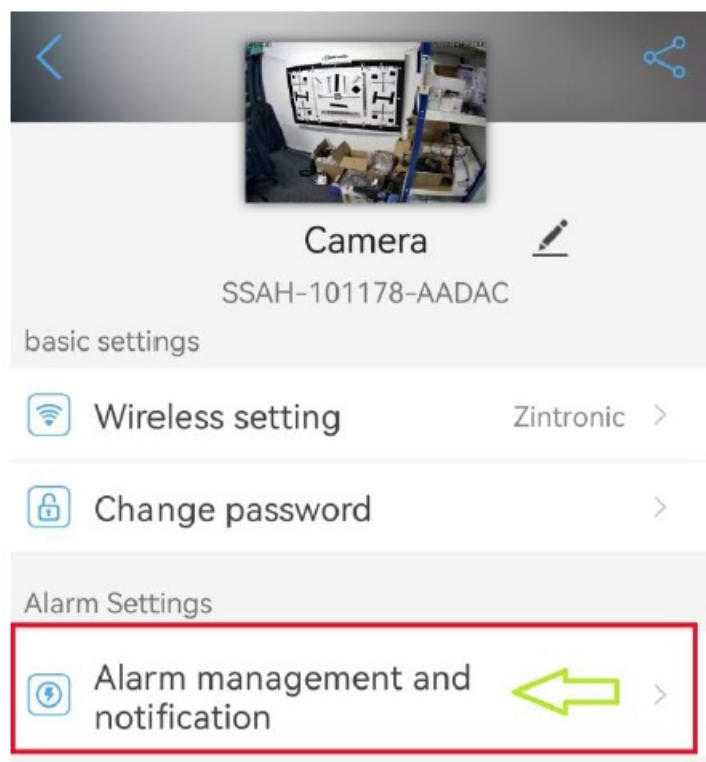 Camera
SSAH-101178-AADAC
basic settings
Wireless setting
Zintronic
Change password
Alarm Settings
Alarm management and
notification